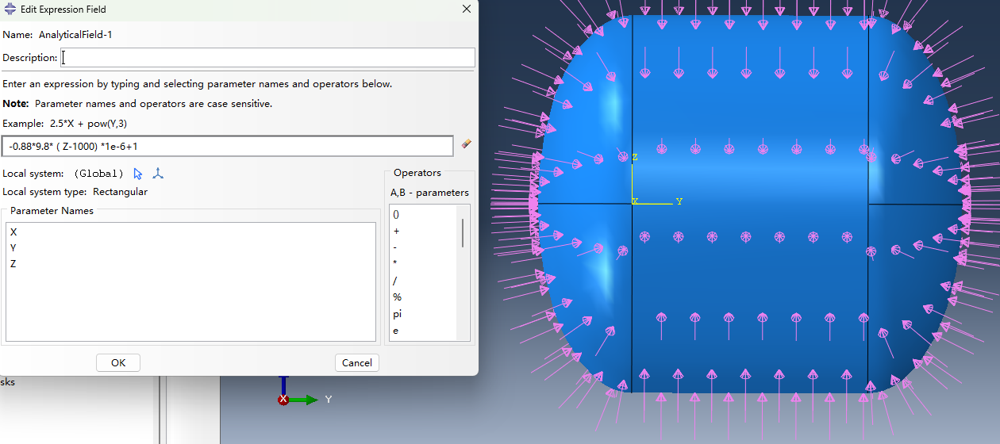 Edit Expression Field
Name: AnalyticalField-1
Description:
Enter an expression by typing and selecting parameter names and operators below.
Note: Parameter names and operators are case sensitive.
Example: 2.5*X + pow(Y,3)
-0.88*9.8* ( Z-1000) *1e-6+1
Local system: (Global)
Local system type: Rectangular
Parameter Names
X
Y
Z
Operators
A,B - parameters
()
+
-
*
/
%
pi
e
OK
Cancel
sks
Z
X
Y
X
Y